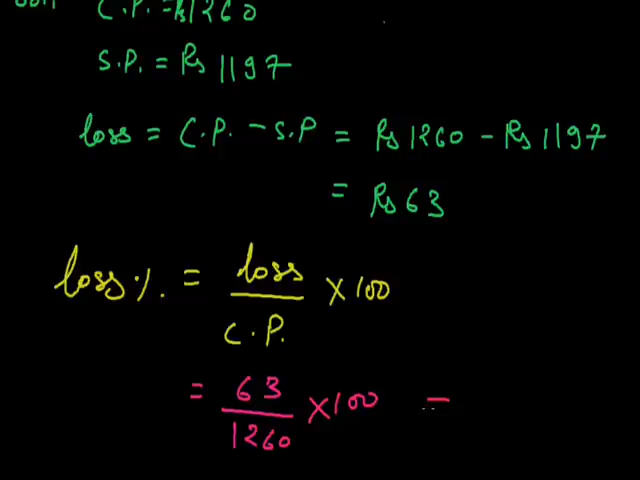 C.P. = Rs 1260
S.P. = Rs 1197
loss = C.P. - S.P = Rs 1260 - Rs 1197
= Rs 63
loss % = loss / C.P. × 100
= 63 / 1260 × 100 =